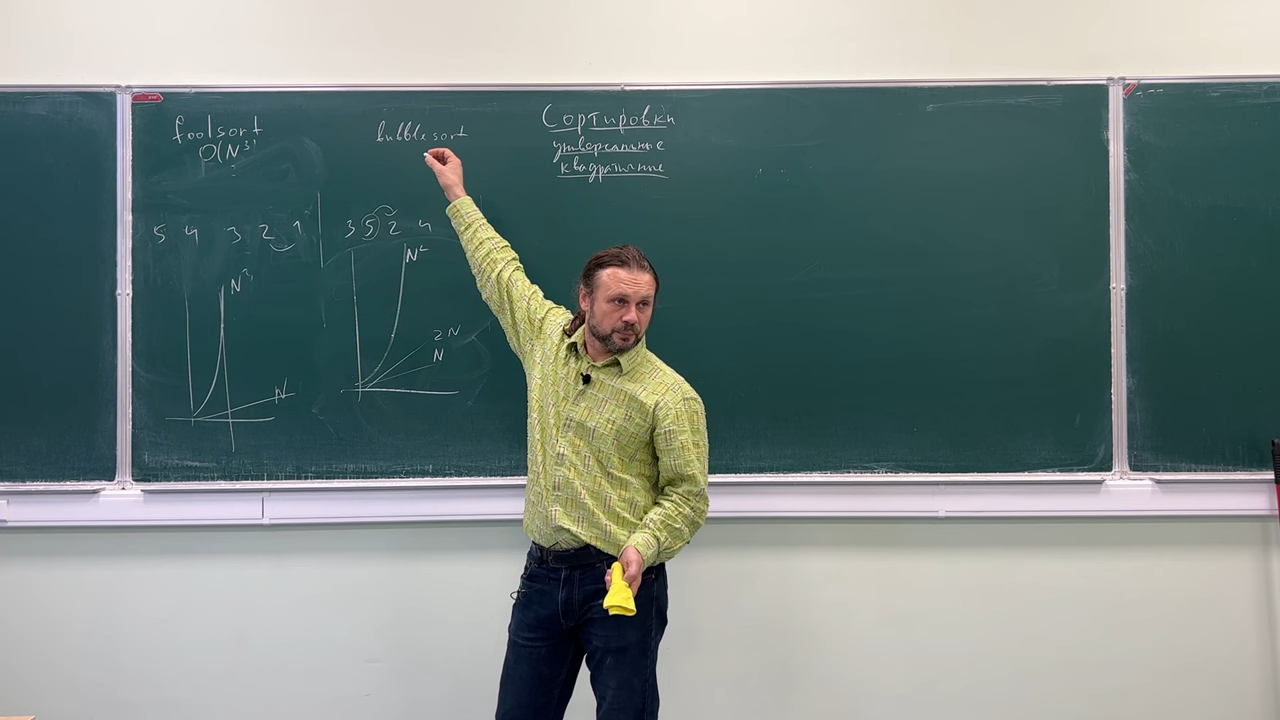 foolsort
O(N³)
bubblesort
Сортировки
универсальные
квадратичные
5 4 3 2 1
3 5 2 4
N³
N
N²
2N
N